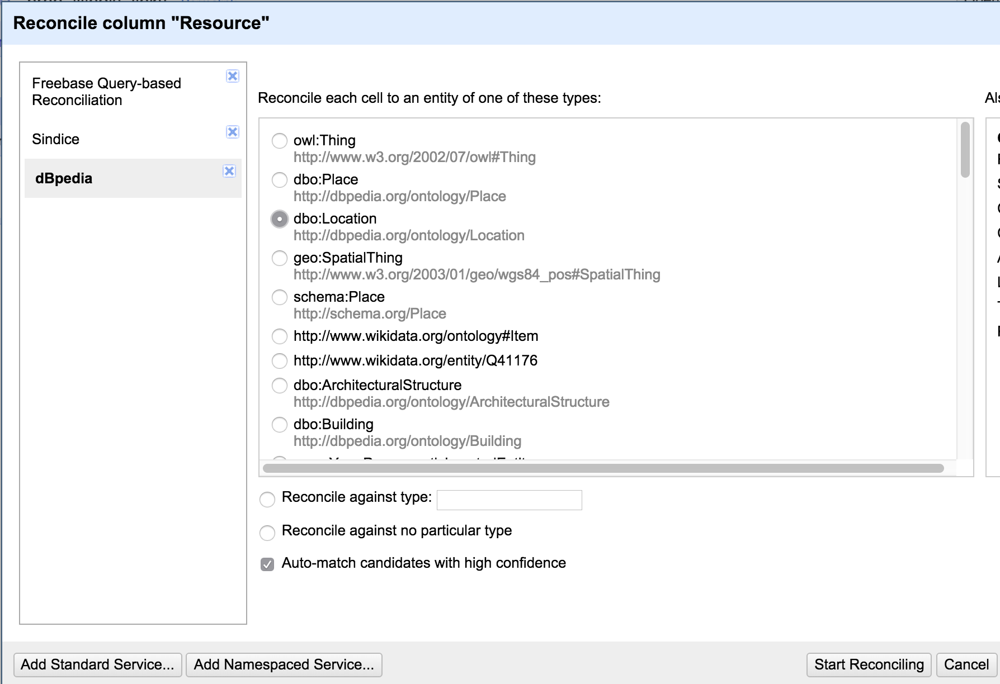 Reconcile column "Resource"
Freebase Query-based
Reconciliation
Sindice
dBpedia
Reconcile each cell to an entity of one of these types:
owl:Thing
http://www.w3.org/2002/07/owl#Thing
dbo:Place
http://dbpedia.org/ontology/Place
dbo:Location
http://dbpedia.org/ontology/Location
geo:SpatialThing
http://www.w3.org/2003/01/geo/wgs84_pos#SpatialThing
schema:Place
http://schema.org/Place
http://www.wikidata.org/ontology#Item
http://www.wikidata.org/entity/Q41176
dbo:ArchitecturalStructure
http://dbpedia.org/ontology/ArchitecturalStructure
dbo:Building
http://dbpedia.org/ontology/Building
Reconcile against type:
Reconcile against no particular type
Auto-match candidates with high confidence
Add Standard Service...
Add Namespaced Service...
Start Reconciling
Cancel